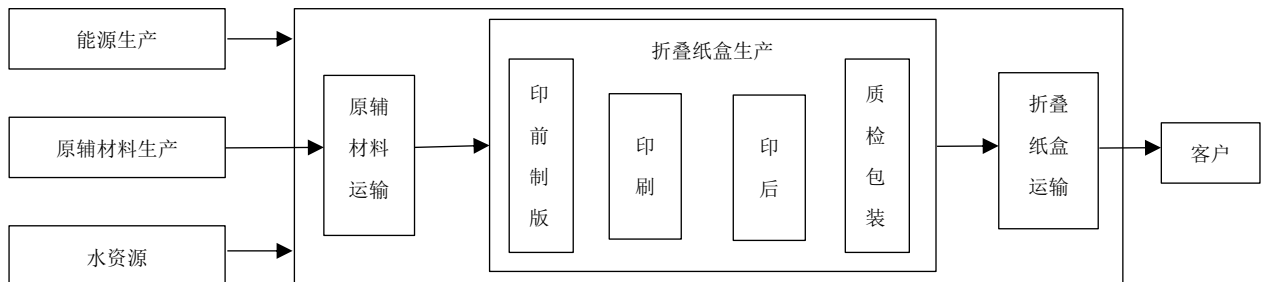 能源生产
原辅材料生产
水资源
原辅
材料
运输
折叠纸盒生产
印
前
制
版
印
刷
印
后
质
检
包
装
折叠
纸盒
运输
客户